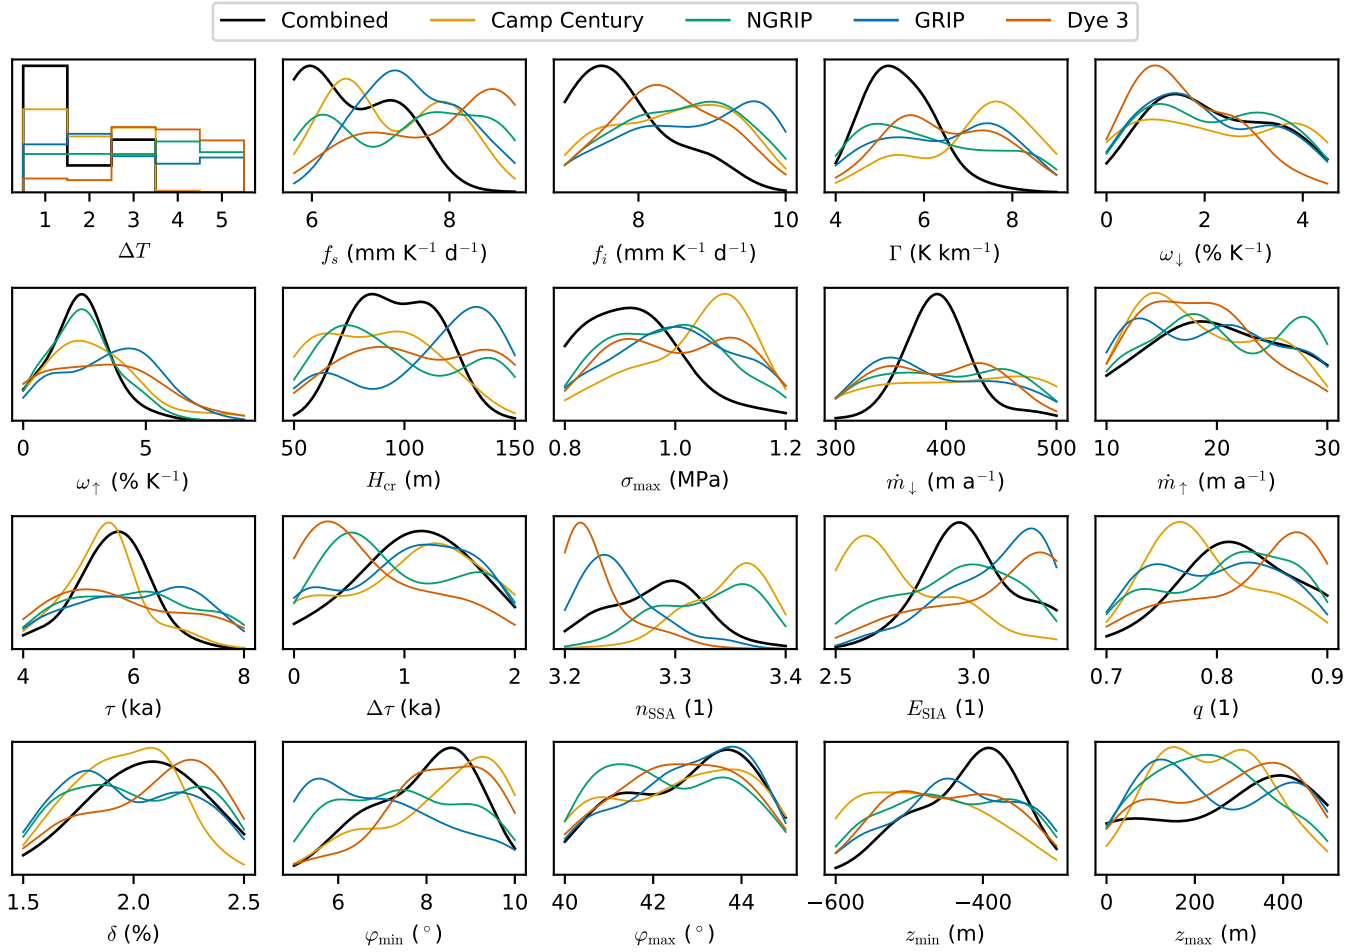 Combined Camp Century NGRIP GRIP Dye 3
1 2 3 4 5 6 8 8 10 4 6 8 0 2 4
ΔT f_s (mm K⁻¹ d⁻¹) f_i (mm K⁻¹ d⁻¹) Γ (K km⁻¹) ω↓ (% K⁻¹)
0 5 50 100 150 0.8 1.0 1.2 300 400 500 10 20 30
ω↑ (% K⁻¹) H_cr (m) σ_max (MPa) ṁ↓ (m a⁻¹) ṁ↑ (m a⁻¹)
4 6 8 0 1 2 3.2 3.3 3.4 2.5 3.0 0.7 0.8 0.9
τ (ka) Δτ (ka) n_SSA (1) E_SIA (1) q (1)
1.5 2.0 2.5 6 8 10 40 42 44 −600 −400 0 200 400
δ (%) φ_min (°) φ_max (°) z_min (m) z_max (m)